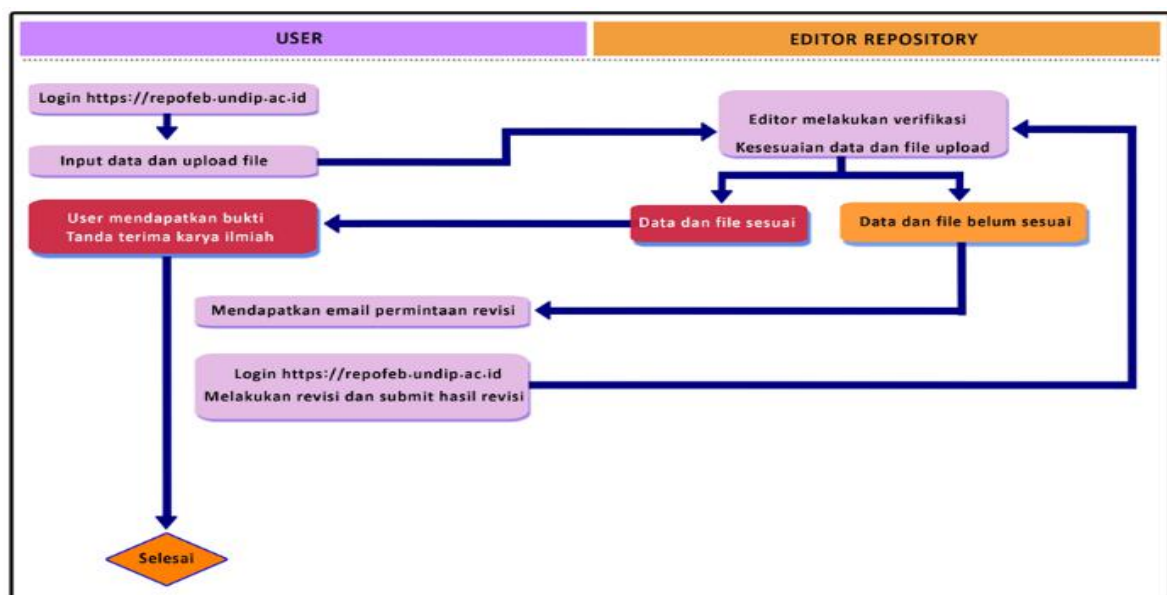 USER
EDITOR REPOSITORY
Login https://repofeb.undip.ac.id
Input data dan upload file
Editor melakukan verifikasi
Kesesuaian data dan file upload
User mendapatkan bukti
Tanda terima karya ilmiah
Data dan file sesuai
Data dan file belum sesuai
Mendapatkan email permintaan revisi
Login https://repofeb.undip.ac.id
Melakukan revisi dan submit hasil revisi
Selesai